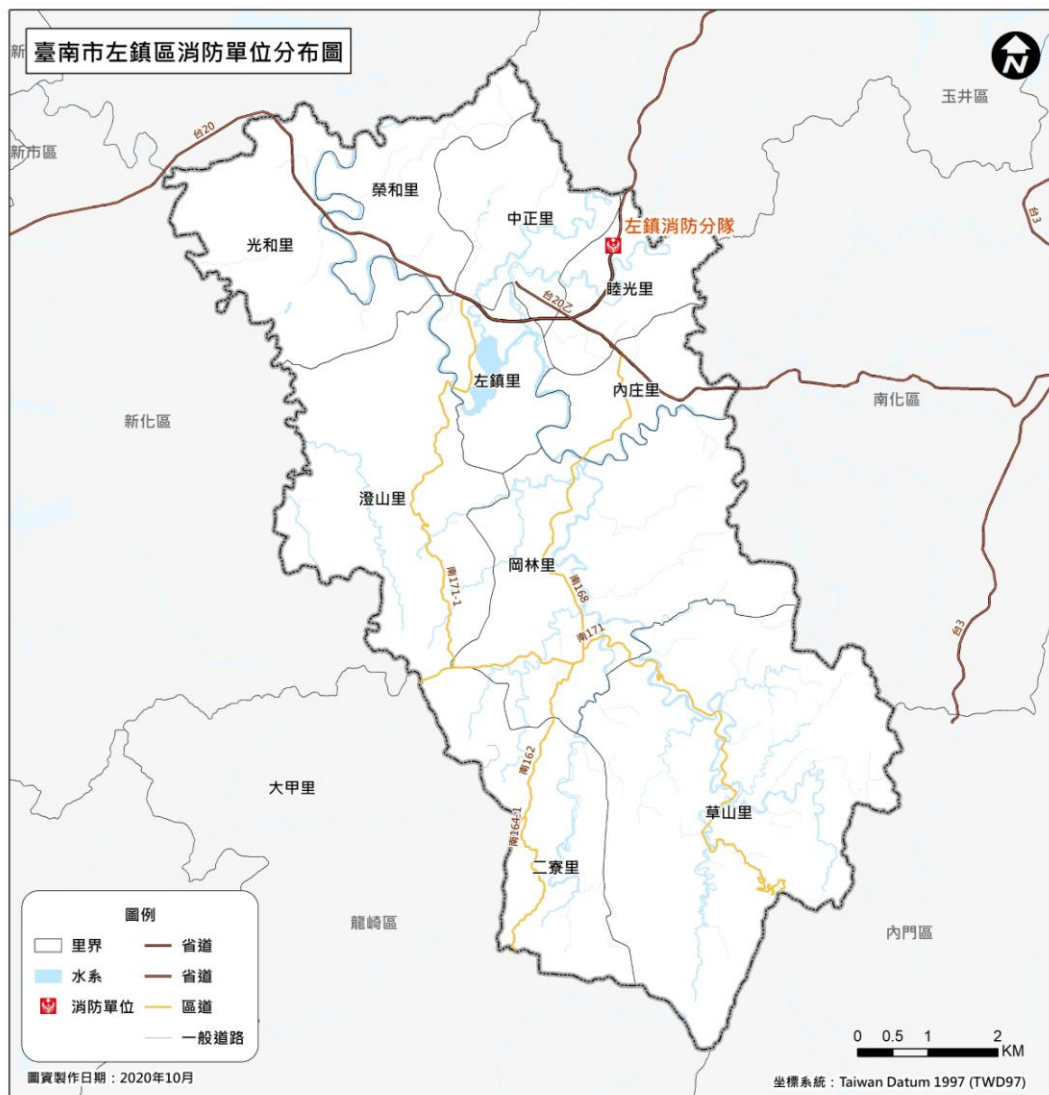 臺南市左鎮區消防單位分布圖
N
新
玉井區
台20
新市區
榮和里
台3
中正里
左鎮消防分隊
光和里
睦光里
台20乙
左鎮里
內庄里
南化區
新化區
澄山里
岡林里
南171-1
南168
南171
台3
南162
大甲里
草山里
南164-1
二寮里
龍崎區
內門區
圖例
里界
省道
水系
省道
消防單位
區道
一般道路
0 0.5 1 2
KM
圖資製作日期：2020年10月
坐標系統：Taiwan Datum 1997 (TWD97)